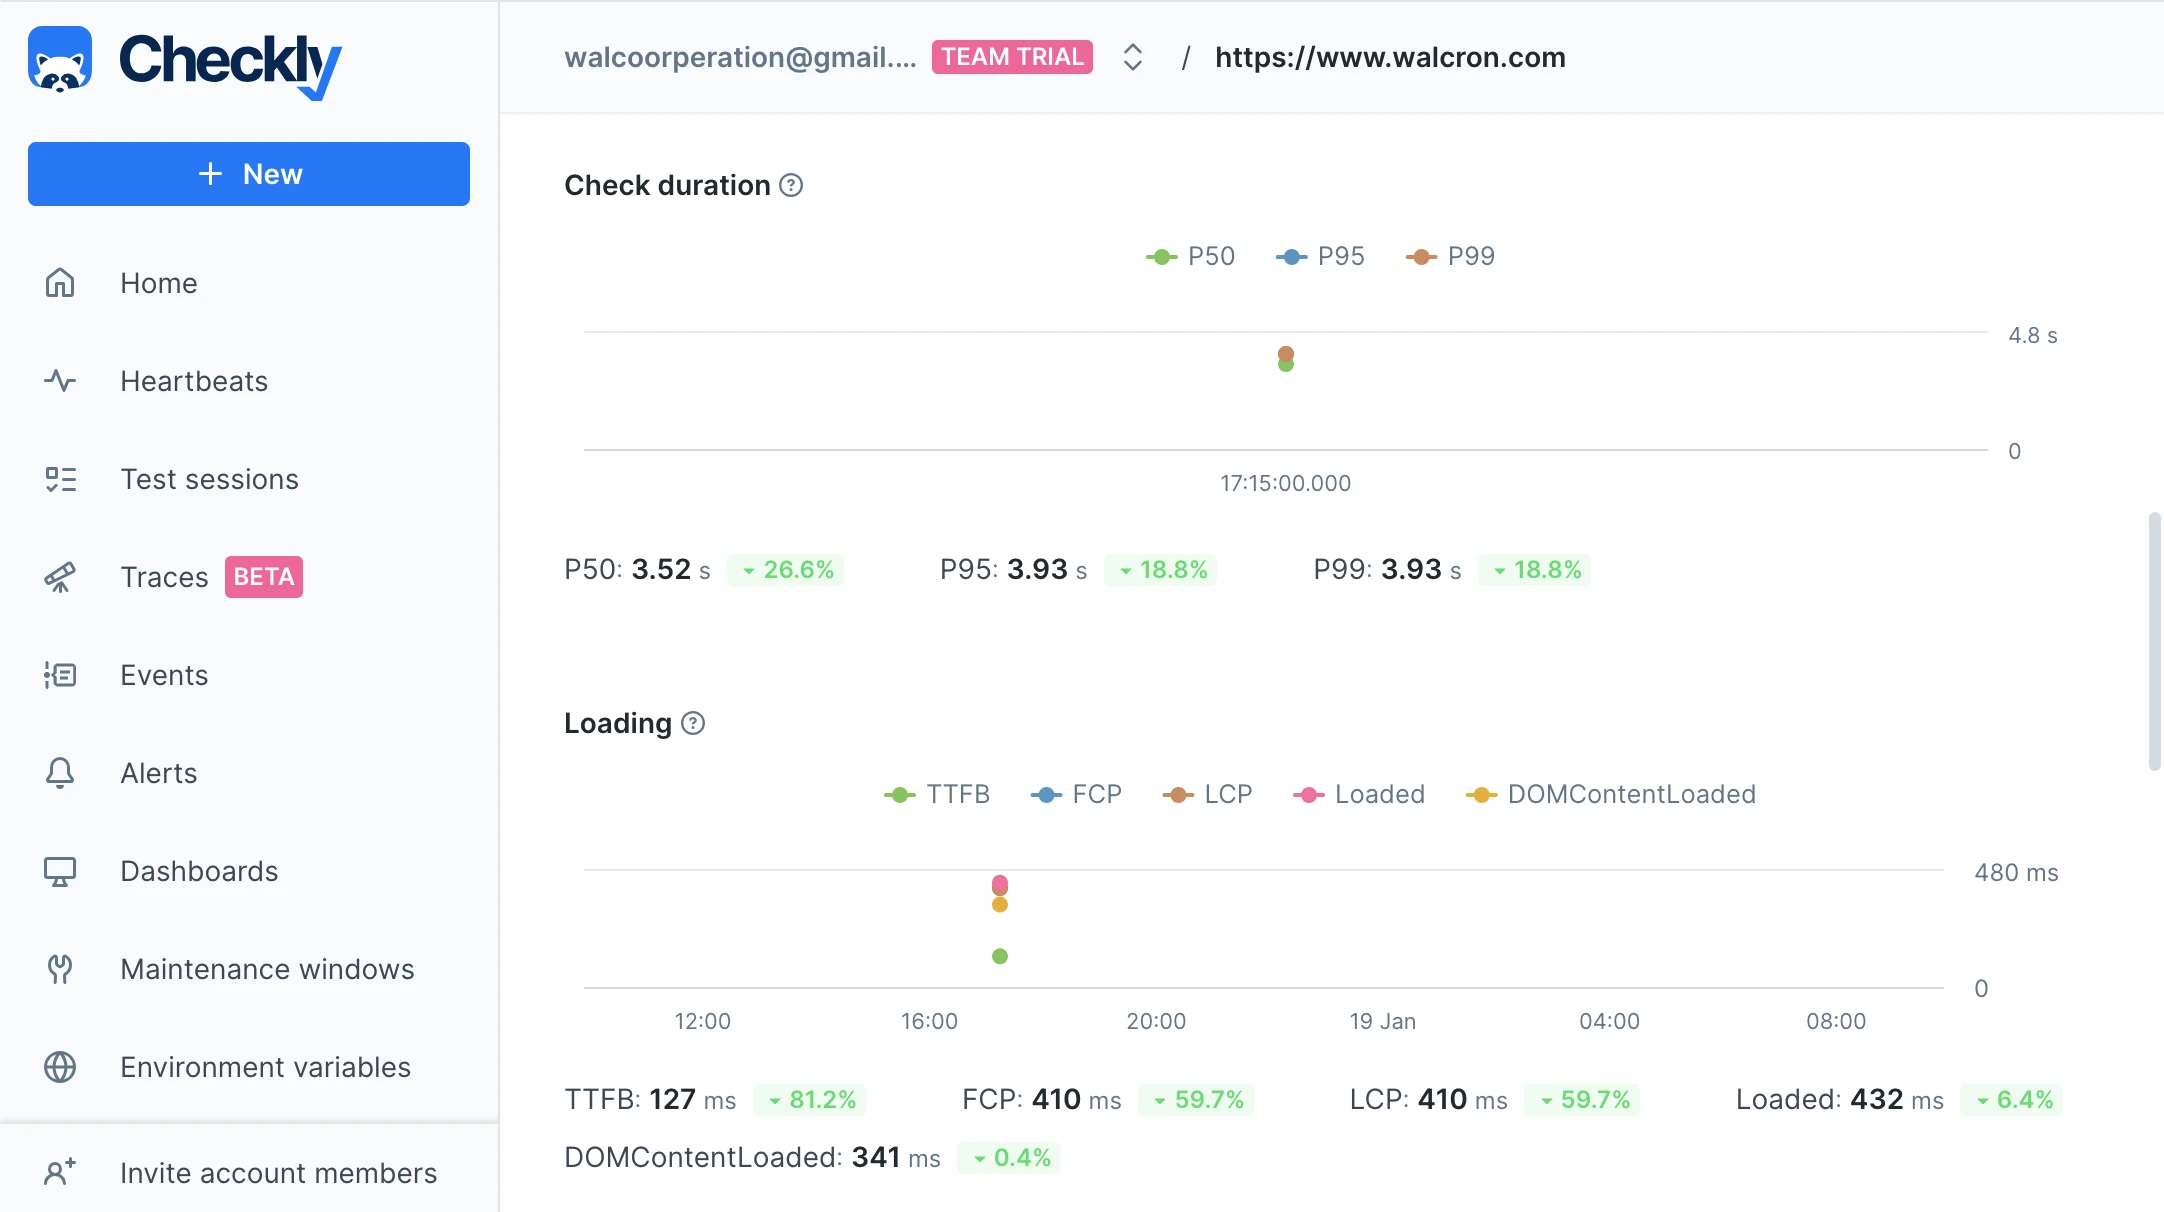 Checkly
New
Home
Heartbeats
Test sessions
Traces BETA
Events
Alerts
Dashboards
Maintenance windows
Environment variables
Invite account members
walcoorperation@gmail.... TEAM TRIAL / https://www.walcron.com
Check duration ?
P50 P95 P99
4.8 s
0
17:15:00.000
P50: 3.52 s 26.6% P95: 3.93 s 18.8% P99: 3.93 s 18.8%
Loading ?
TTFB FCP LCP Loaded DOMContentLoaded
480 ms
0
12:00 16:00 20:00 19 Jan 04:00 08:00
TTFB: 127 ms 81.2% FCP: 410 ms 59.7% LCP: 410 ms 59.7% Loaded: 432 ms 6.4%
DOMContentLoaded: 341 ms 0.4%